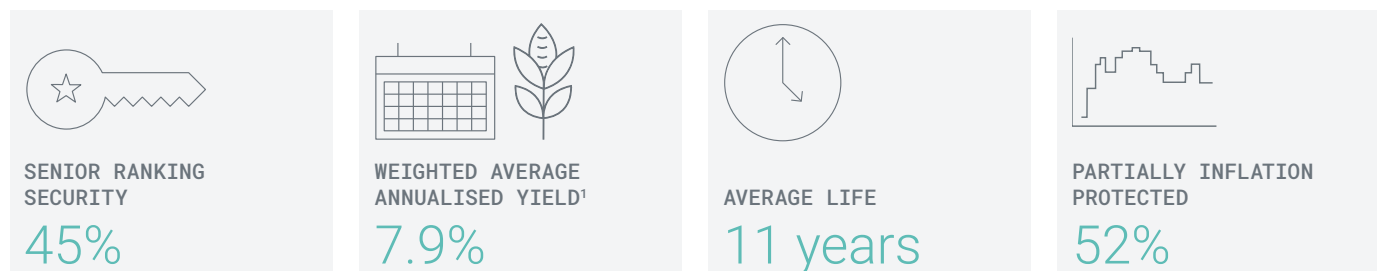 SENIOR RANKING
SECURITY
45%
WEIGHTED AVERAGE
ANNUALISED YIELD¹
7.9%
AVERAGE LIFE
11 years
PARTIALLY INFLATION
PROTECTED
52%